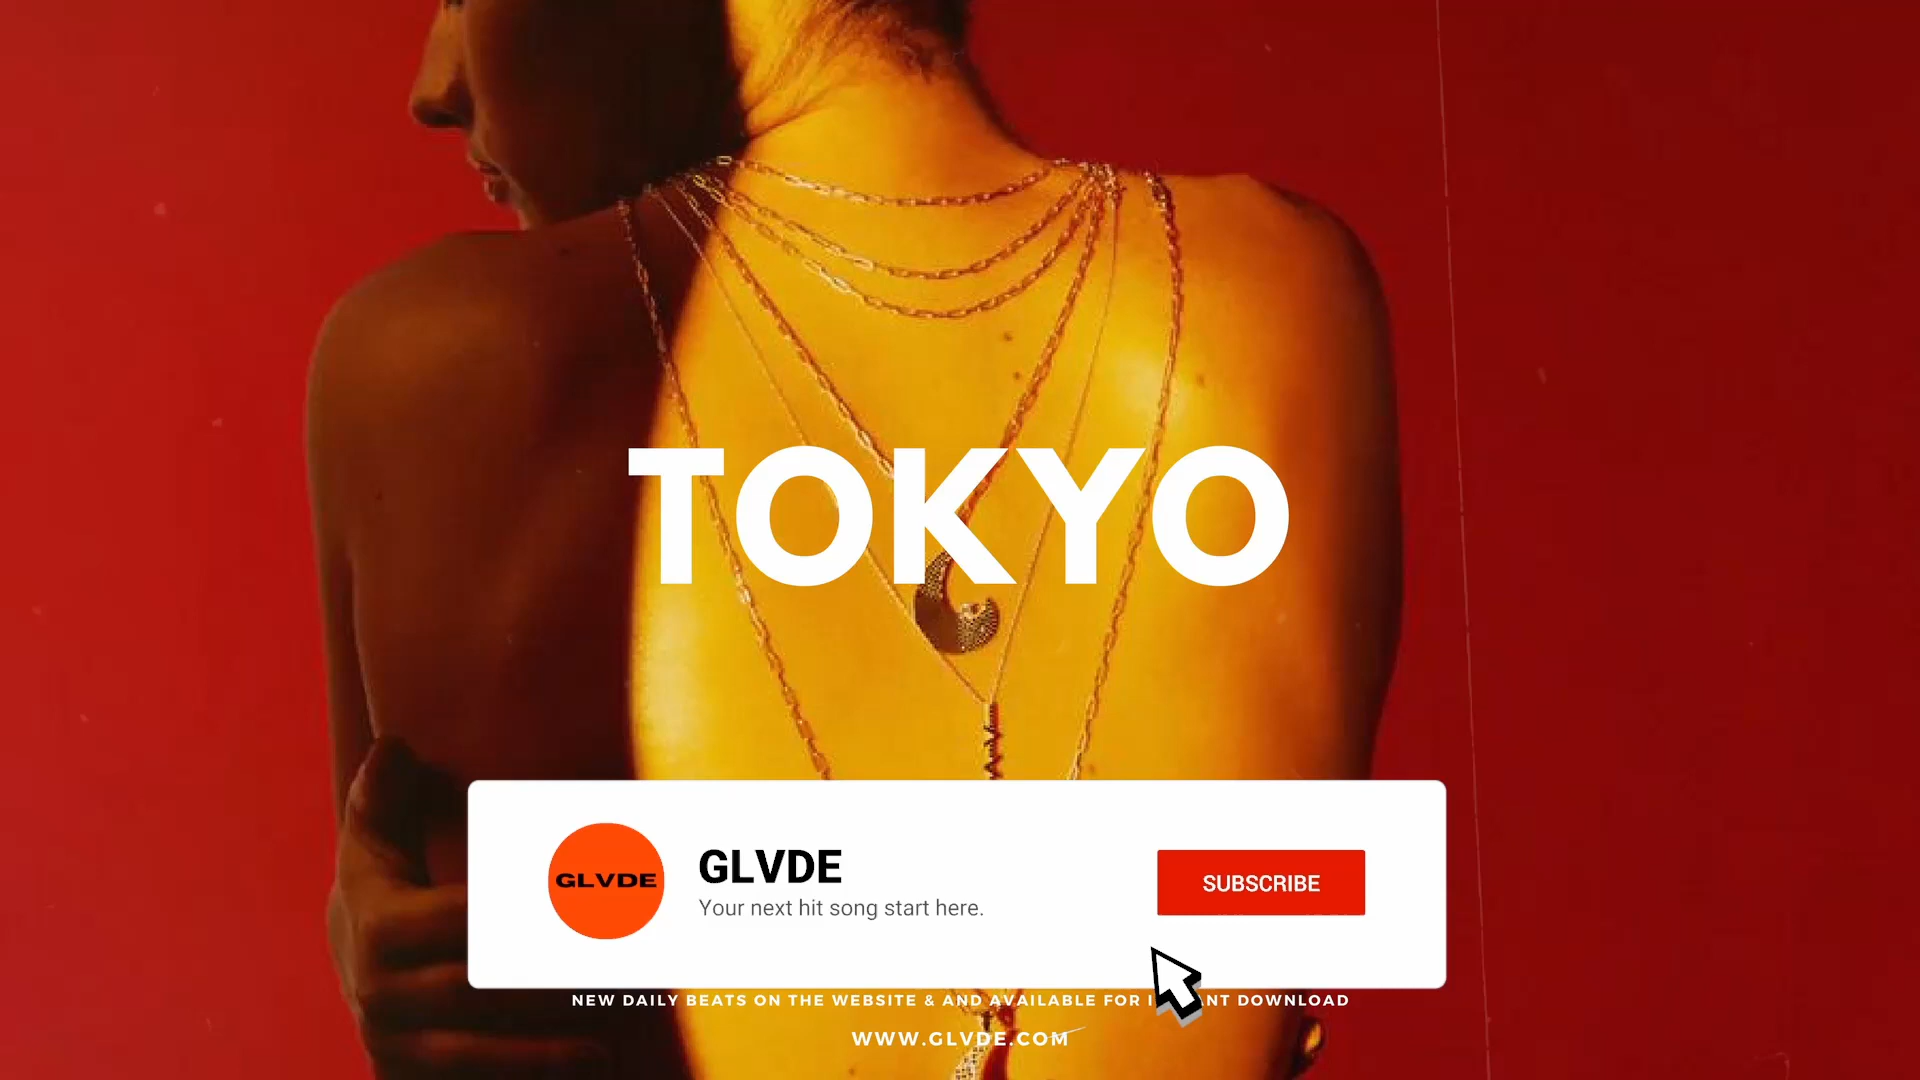 TOKYO
GLVDE
GLVDE
Your next hit song start here.
SUBSCRIBE
NEW DAILY BEATS ON THE WEBSITE & AND AVAILABLE FOR DOWNLOAD
WWW.GLVDE.COM